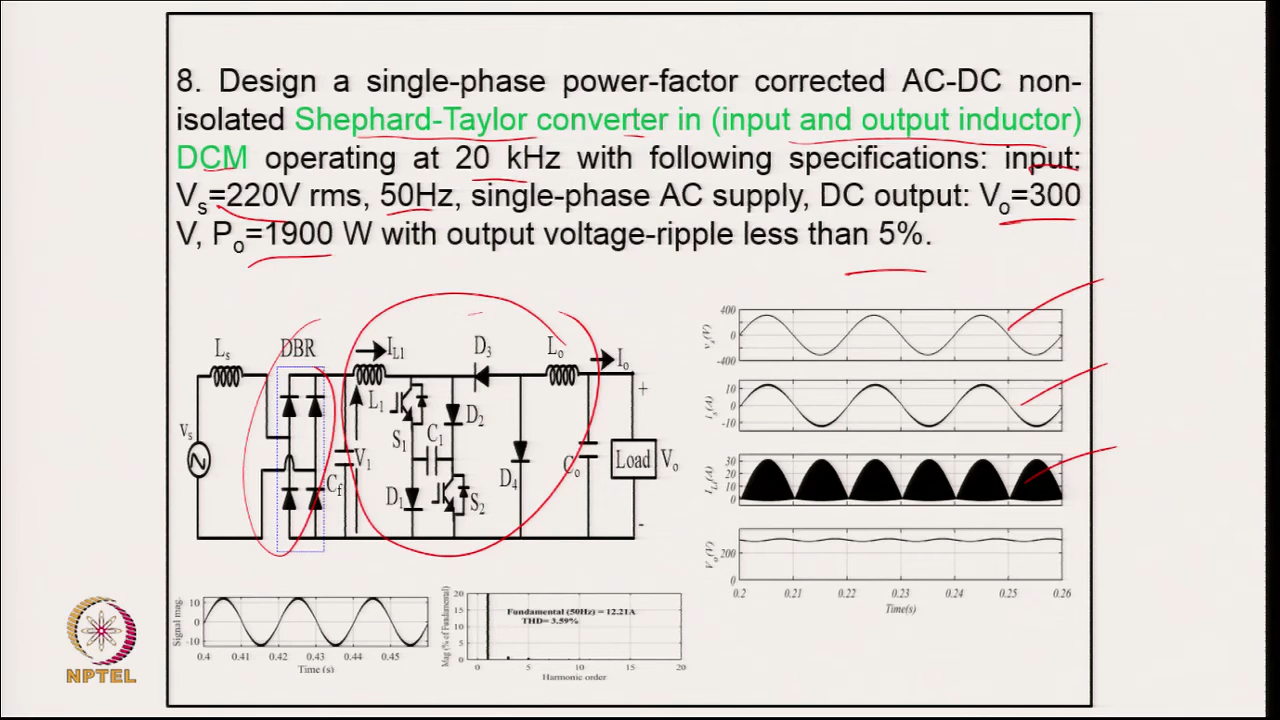 8. Design a single-phase power-factor corrected AC-DC non-
isolated Shephard-Taylor converter in (input and output inductor)
DCM operating at 20 kHz with following specifications: input:
Vs=220V rms, 50Hz, single-phase AC supply, DC output: Vo=300
V, Po=1900 W with output voltage-ripple less than 5%.
Ls
DBR
IL1
D3
Lo
Io
+
L1
D2
vs
S1
C1
V1
D4
Co
Load
Vo
Cf
D1
S2
-
400
0
-400
vs(V)
10
0
-10
is(A)
30
20
10
0
IL1(A)
200
0
Vo(V)
0.2
0.21
0.22
0.23
0.24
0.25
0.26
Time(s)
Signal mag.
10
0
-10
0.4
0.41
0.42
0.43
0.44
0.45
Time (s)
Mag (% of Fundamental)
20
15
10
5
0
Fundamental (50Hz) = 12.21A
THD= 3.59%
0
5
10
15
20
Harmonic order
NPTEL